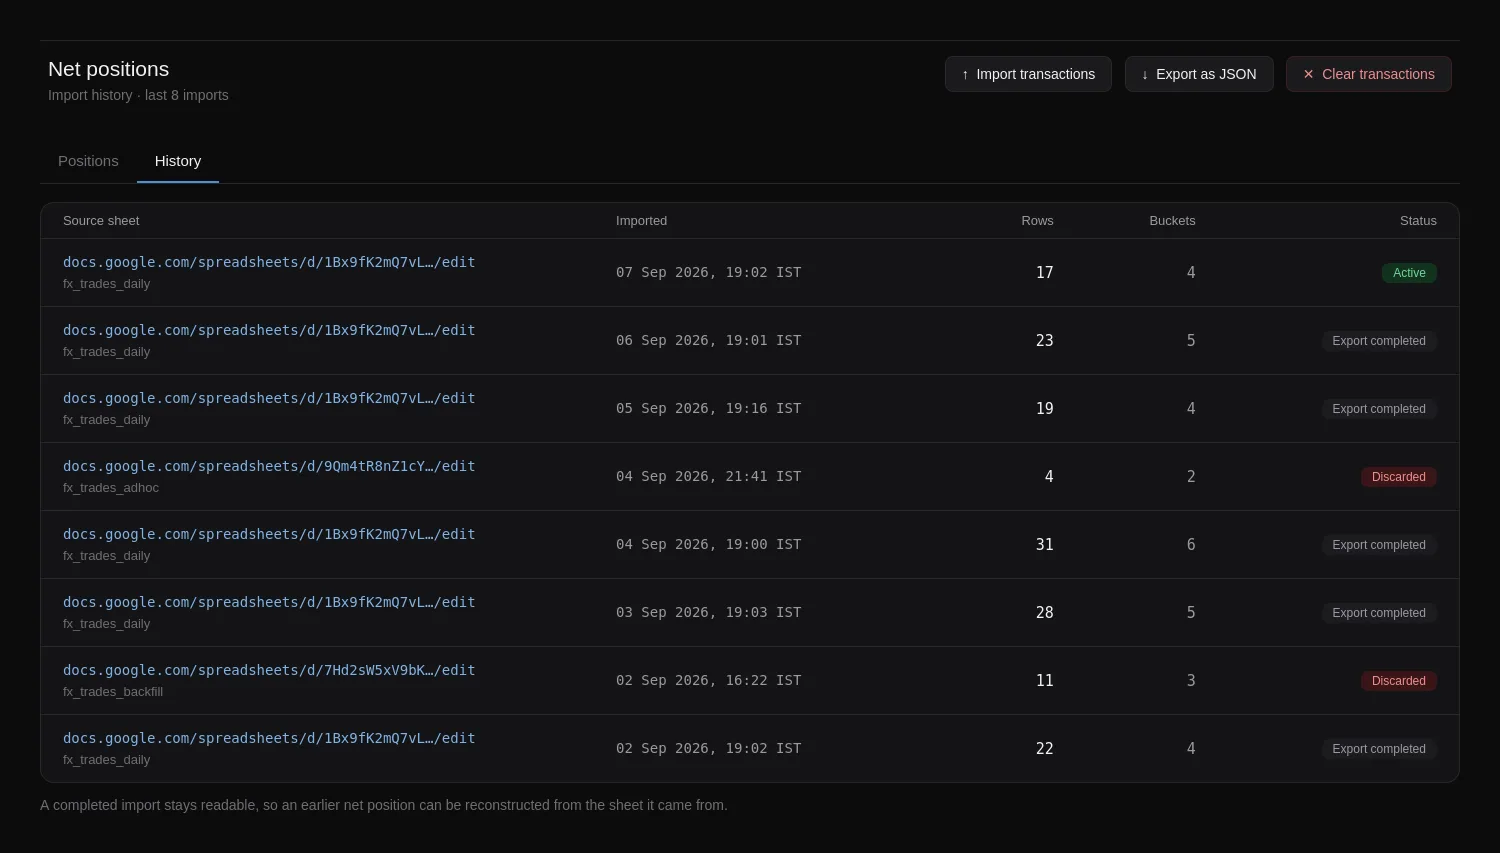 Net positions
Import history · last 8 imports
↑ Import transactions
↓ Export as JSON
✕ Clear transactions
Positions
History
Source sheet Imported Rows Buckets Status
docs.google.com/spreadsheets/d/1Bx9fK2mQ7vL…/edit
fx_trades_daily
07 Sep 2026, 19:02 IST 17 4 Active
docs.google.com/spreadsheets/d/1Bx9fK2mQ7vL…/edit
fx_trades_daily
06 Sep 2026, 19:01 IST 23 5 Export completed
docs.google.com/spreadsheets/d/1Bx9fK2mQ7vL…/edit
fx_trades_daily
05 Sep 2026, 19:16 IST 19 4 Export completed
docs.google.com/spreadsheets/d/9Qm4tR8nZ1cY…/edit
fx_trades_adhoc
04 Sep 2026, 21:41 IST 4 2 Discarded
docs.google.com/spreadsheets/d/1Bx9fK2mQ7vL…/edit
fx_trades_daily
04 Sep 2026, 19:00 IST 31 6 Export completed
docs.google.com/spreadsheets/d/1Bx9fK2mQ7vL…/edit
fx_trades_daily
03 Sep 2026, 19:03 IST 28 5 Export completed
docs.google.com/spreadsheets/d/7Hd2sW5xV9bK…/edit
fx_trades_backfill
02 Sep 2026, 16:22 IST 11 3 Discarded
docs.google.com/spreadsheets/d/1Bx9fK2mQ7vL…/edit
fx_trades_daily
02 Sep 2026, 19:02 IST 22 4 Export completed
A completed import stays readable, so an earlier net position can be reconstructed from the sheet it came from.